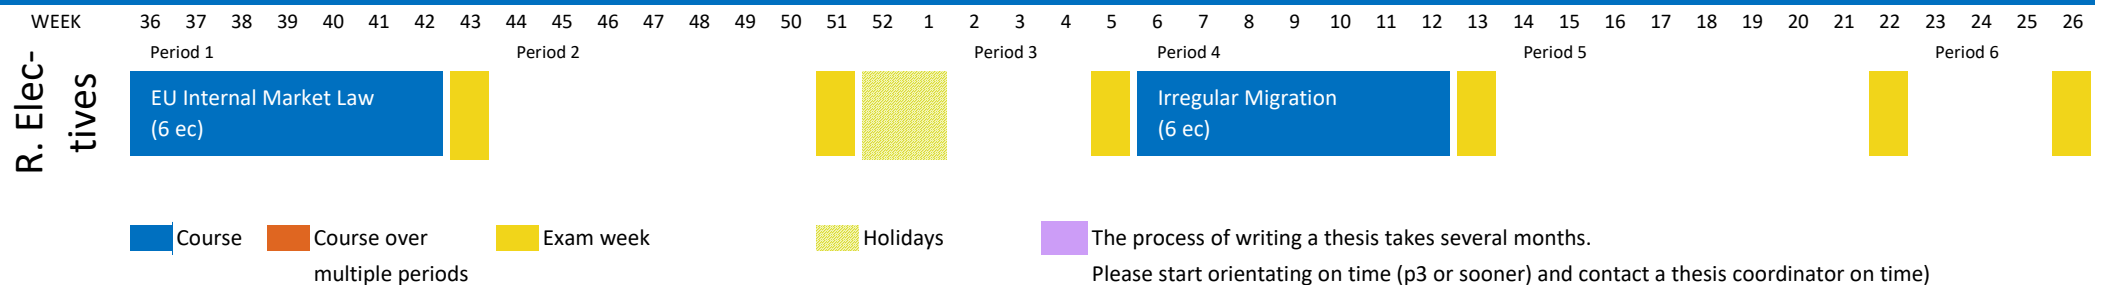 WEEK 36 37 38 39 40 41 42 43 44 45 46 47 48 49 50 51 52 1 2 3 4 5 6 7 8 9 10 11 12 13 14 15 16 17 18 19 20 21 22 23 24 25 26
Period 1 Period 2 Period 3 Period 4 Period 5 Period 6
R. Elec-
tives
EU Internal Market Law
(6 ec)
Irregular Migration
(6 ec)
Course
Course over
multiple periods
Exam week
Holidays
The process of writing a thesis takes several months.
Please start orientating on time (p3 or sooner) and contact a thesis coordinator on time)